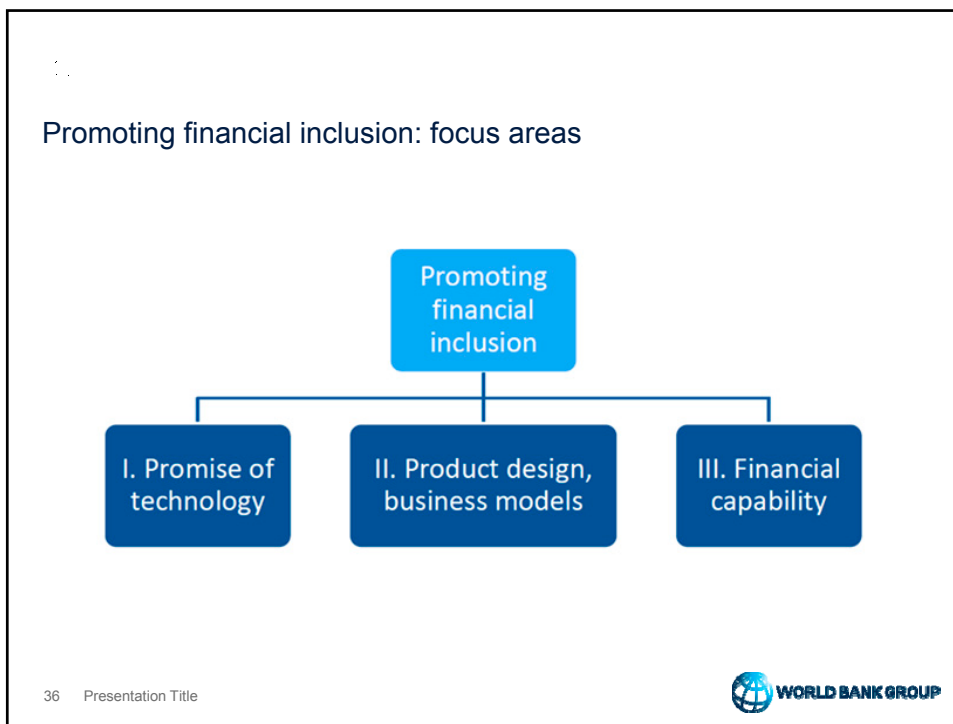 Promoting financial inclusion: focus areas
Promoting
financial
inclusion
I. Promise of
technology
II. Product design,
business models
III. Financial
capability
36 Presentation Title
WORLD BANK GROUP